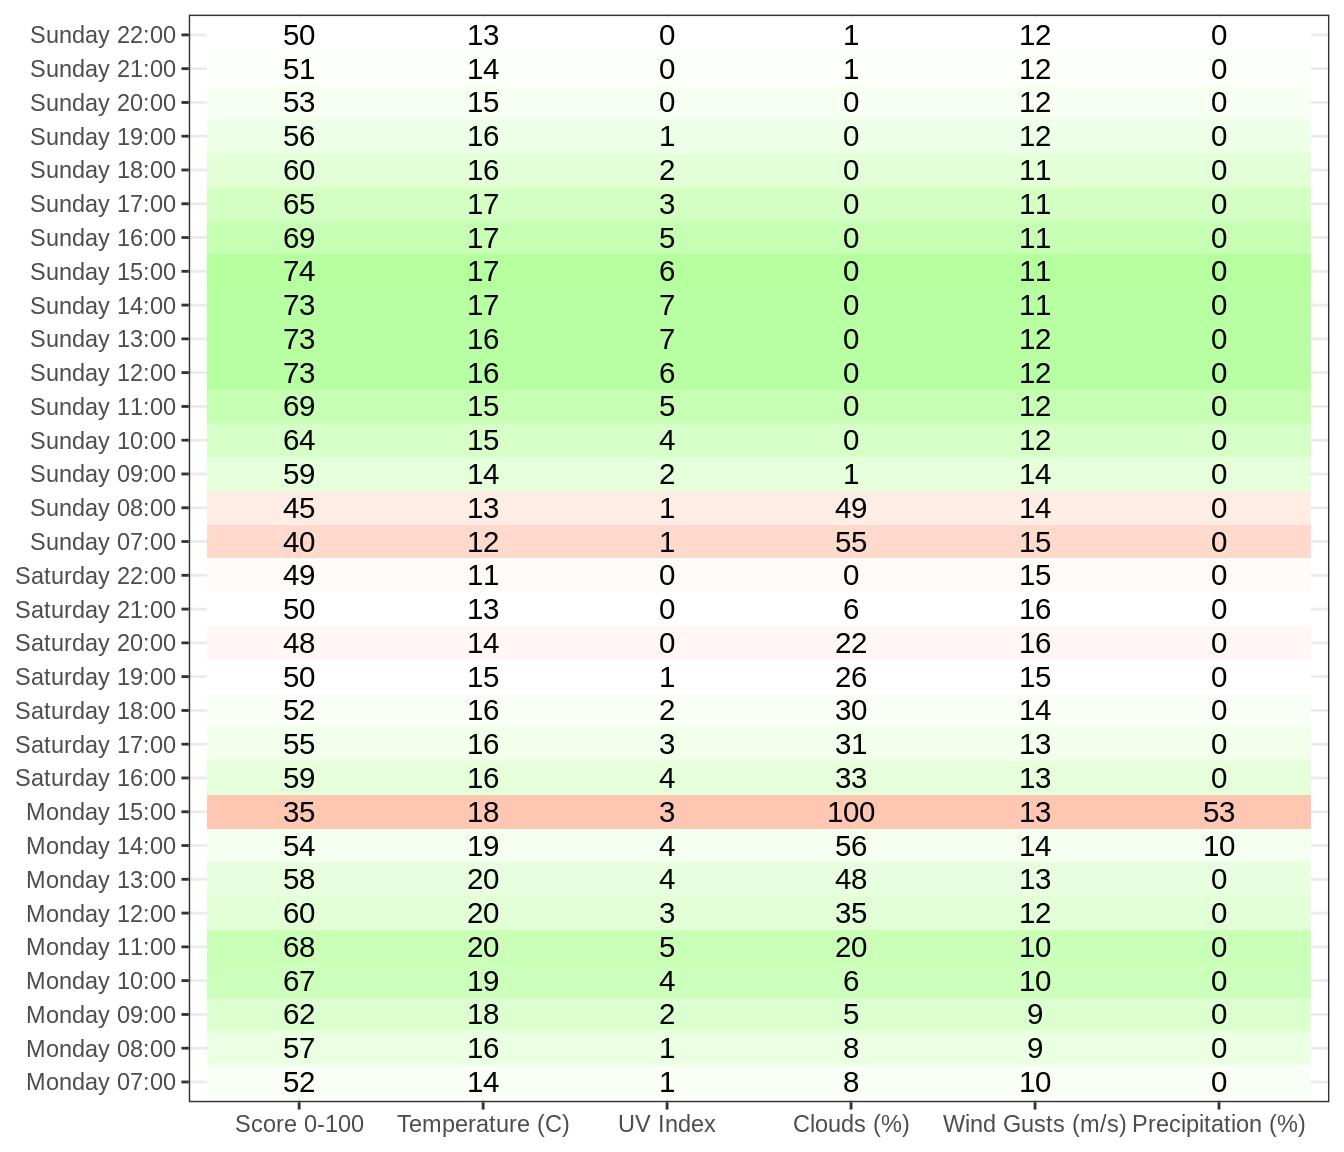 Sunday 22:00 50 13 0 1 12 0
Sunday 21:00 51 14 0 1 12 0
Sunday 20:00 53 15 0 0 12 0
Sunday 19:00 56 16 1 0 12 0
Sunday 18:00 60 16 2 0 11 0
Sunday 17:00 65 17 3 0 11 0
Sunday 16:00 69 17 5 0 11 0
Sunday 15:00 74 17 6 0 11 0
Sunday 14:00 73 17 7 0 11 0
Sunday 13:00 73 16 7 0 12 0
Sunday 12:00 73 16 6 0 12 0
Sunday 11:00 69 15 5 0 12 0
Sunday 10:00 64 15 4 0 12 0
Sunday 09:00 59 14 2 1 14 0
Sunday 08:00 45 13 1 49 14 0
Sunday 07:00 40 12 1 55 15 0
Saturday 22:00 49 11 0 0 15 0
Saturday 21:00 50 13 0 6 16 0
Saturday 20:00 48 14 0 22 16 0
Saturday 19:00 50 15 1 26 15 0
Saturday 18:00 52 16 2 30 14 0
Saturday 17:00 55 16 3 31 13 0
Saturday 16:00 59 16 4 33 13 0
Monday 15:00 35 18 3 100 13 53
Monday 14:00 54 19 4 56 14 10
Monday 13:00 58 20 4 48 13 0
Monday 12:00 60 20 3 35 12 0
Monday 11:00 68 20 5 20 10 0
Monday 10:00 67 19 4 6 10 0
Monday 09:00 62 18 2 5 9 0
Monday 08:00 57 16 1 8 9 0
Monday 07:00 52 14 1 8 10 0
Score 0-100 Temperature (C) UV Index Clouds (%) Wind Gusts (m/s) Precipitation (%)